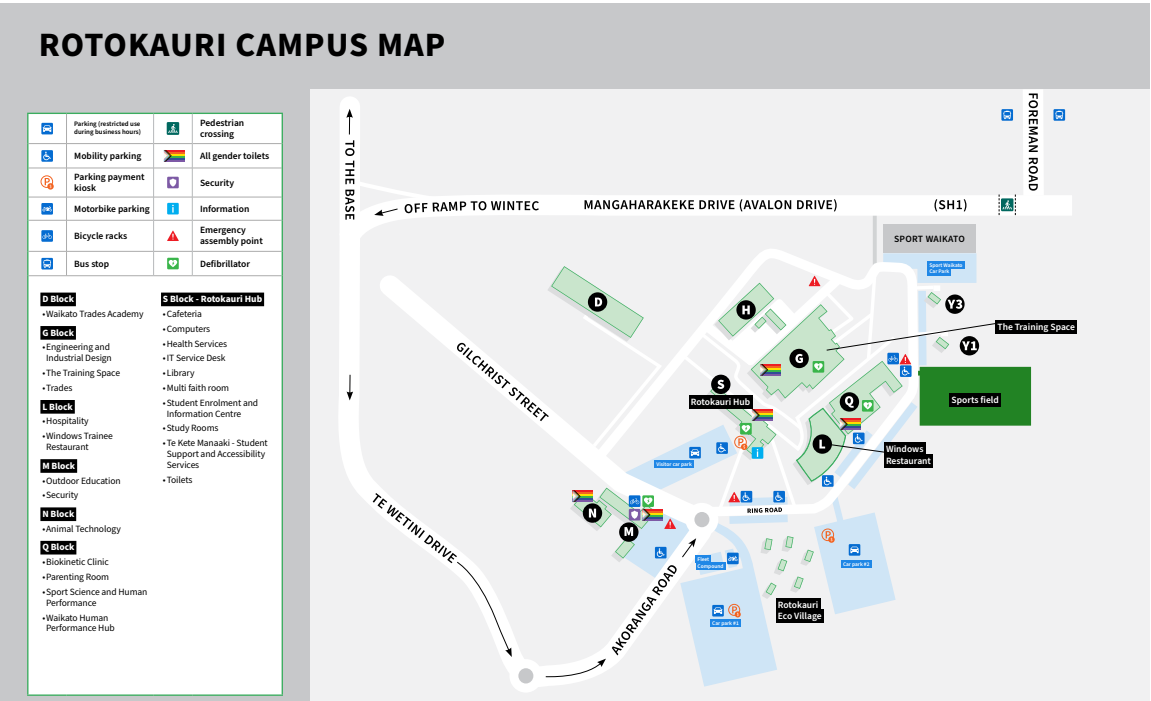 ROTOKAURI CAMPUS MAP
Parking (restricted use
during business hours)
Pedestrian
crossing
Mobility parking
All gender toilets
Parking payment
kiosk
Security
Motorbike parking
Information
Bicycle racks
Emergency
assembly point
Bus stop
Defibrillator
D Block
•Waikato Trades Academy
G Block
•Engineering and
Industrial Design
•The Training Space
•Trades
L Block
•Hospitality
•Windows Trainee
Restaurant
M Block
•Outdoor Education
•Security
N Block
•Animal Technology
Q Block
•Biokinetic Clinic
•Parenting Room
•Sport Science and Human
Performance
•Waikato Human
Performance Hub
S Block - Rotokauri Hub
•Cafeteria
•Computers
•Health Services
•IT Service Desk
•Library
•Multi faith room
•Student Enrolment and
Information Centre
•Study Rooms
•Te Kete Manaaki - Student
Support and Accessibility
Services
•Toilets
TO THE BASE
FOREMAN ROAD
OFF RAMP TO WINTEC
MANGAHARAKEKE DRIVE (AVALON DRIVE)
(SH1)
SPORT WAIKATO
Sport Waikato
Car Park
D
H
Y3
The Training Space
Y1
G
GILCHRIST STREET
S
Rotokauri Hub
Q
Sports field
L
Windows
Restaurant
Visitor car park
N
M
RING ROAD
TE WETINI DRIVE
Fleet
Compound
Car park #2
AKORANGA ROAD
Rotokauri
Eco Village
Car park #1